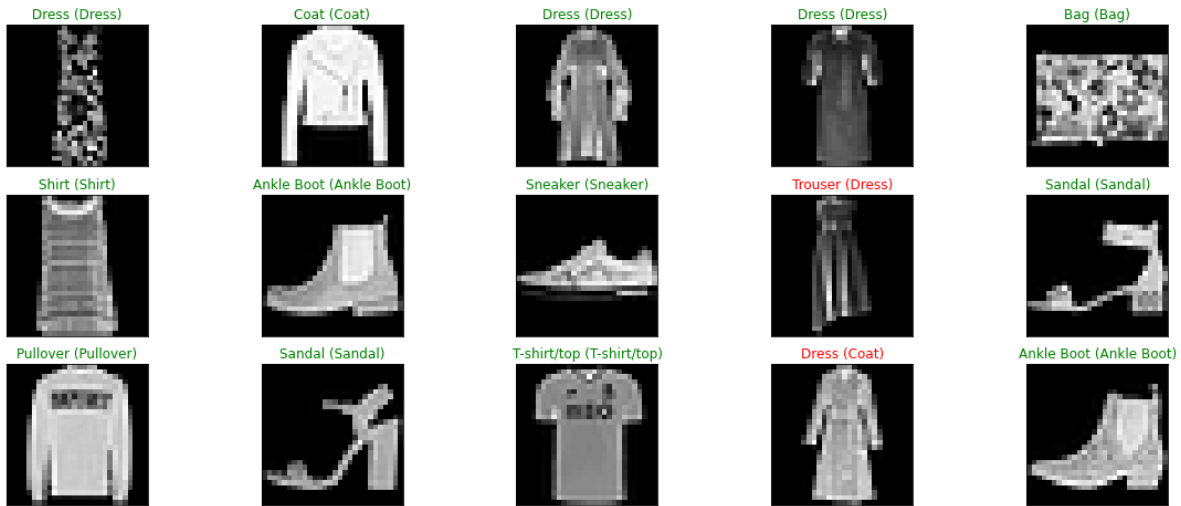 Dress (Dress)
Coat (Coat)
Dress (Dress)
Dress (Dress)
Bag (Bag)
Shirt (Shirt)
Ankle Boot (Ankle Boot)
Sneaker (Sneaker)
Trouser (Dress)
Sandal (Sandal)
Pullover (Pullover)
Sandal (Sandal)
T-shirt/top (T-shirt/top)
Dress (Coat)
Ankle Boot (Ankle Boot)